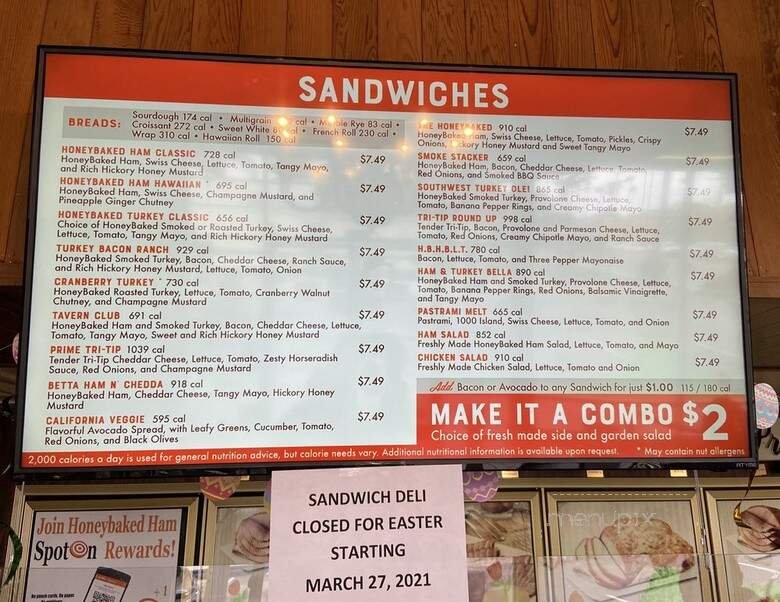 SANDWICHES
BREADS: Sourdough 174 cal • Multigrain cal • Marble Rye 83 cal •
Croissant 272 cal • Sweet White cal • French Roll 230 cal •
Wrap 310 cal • Hawaiian Roll 150 cal
HONEYBAKED HAM CLASSIC 728 cal $7.49
HoneyBaked Ham, Swiss Cheese, Lettuce, Tomato, Tangy Mayo,
and Rich Hickory Honey Mustard
HONEYBAKED HAM HAWAIIAN * 695 cal $7.49
HoneyBaked Ham, Swiss Cheese, Champagne Mustard, and
Pineapple Ginger Chutney
HONEYBAKED TURKEY CLASSIC 656 cal $7.49
Choice of HoneyBaked Smoked or Roasted Turkey, Swiss Cheese,
Lettuce, Tomato, Tangy Mayo, and Rich Hickory Honey Mustard
TURKEY BACON RANCH 929 cal $7.49
HoneyBaked Smoked Turkey, Bacon, Cheddar Cheese, Ranch Sauce,
and Rich Hickory Honey Mustard, Lettuce, Tomato, Onion
CRANBERRY TURKEY * 730 cal $7.49
HoneyBaked Roasted Turkey, Lettuce, Tomato, Cranberry Walnut
Chutney, and Champagne Mustard
TAVERN CLUB 691 cal $7.49
HoneyBaked Ham and Smoked Turkey, Bacon, Cheddar Cheese, Lettuce,
Tomato, Tangy Mayo, Sweet and Rich Hickory Honey Mustard
PRIME TRI-TIP 1039 cal $7.49
Tender Tri-Tip Cheddar Cheese, Lettuce, Tomato, Zesty Horseradish
Sauce, Red Onions, and Champagne Mustard
BETTA HAM N' CHEDDA 918 cal $7.49
HoneyBaked Ham, Cheddar Cheese, Tangy Mayo, Hickory Honey
Mustard
CALIFORNIA VEGGIE 595 cal $7.49
Flavorful Avocado Spread, with Leafy Greens, Cucumber, Tomato,
Red Onions, and Black Olives
THE HONEYBAKED 910 cal $7.49
HoneyBaked Ham, Swiss Cheese, Lettuce, Tomato, Pickles, Crispy
Onions, Hickory Honey Mustard and Sweet Tangy Mayo
SMOKE STACKER 659 cal $7.49
HoneyBaked Ham, Bacon, Cheddar Cheese, Lettuce, Tomato,
Red Onions, and Smoked BBQ Sauce
SOUTHWEST TURKEY OLE! 865 cal $7.49
HoneyBaked Smoked Turkey, Provolone Cheese, Lettuce,
Tomato, Banana Pepper Rings, and Creamy Chipotle Mayo
TRI-TIP ROUND UP 998 cal $7.49
Tender Tri-Tip, Bacon, Provolone and Parmesan Cheese, Lettuce,
Tomato, Red Onions, Creamy Chipotle Mayo, and Ranch Sauce
H.B.H.B.L.T. 780 cal $7.49
Bacon, Lettuce, Tomato, and Three Pepper Mayonaise
HAM & TURKEY BELLA 890 cal $7.49
HoneyBaked Ham and Smoked Turkey, Provolone Cheese, Lettuce,
Tomato, Banana Pepper Rings, Red Onions, Balsamic Vinaigrette,
and Tangy Mayo
PASTRAMI MELT 665 cal $7.49
Pastrami, 1000 Island, Swiss Cheese, Lettuce, Tomato, and Onion
HAM SALAD 852 cal $7.49
Freshly Made HoneyBaked Ham Salad, Lettuce, Tomato, and Mayo
CHICKEN SALAD 910 cal $7.49
Freshly Made Chicken Salad, Lettuce, Tomato and Onion
Add Bacon or Avocado to any Sandwich for just $1.00 115 / 180 cal
MAKE IT A COMBO $2
Choice of fresh made side and garden salad
2,000 calories a day is used for general nutrition advice, but calorie needs vary. Additional nutritional information is available upon request. * May contain nut allergens
SANDWICH DELI
CLOSED FOR EASTER
STARTING
MARCH 27, 2021
Join Honeybaked Ham
SpotOn Rewards!
No punch cards. No paper.
+1
menupix